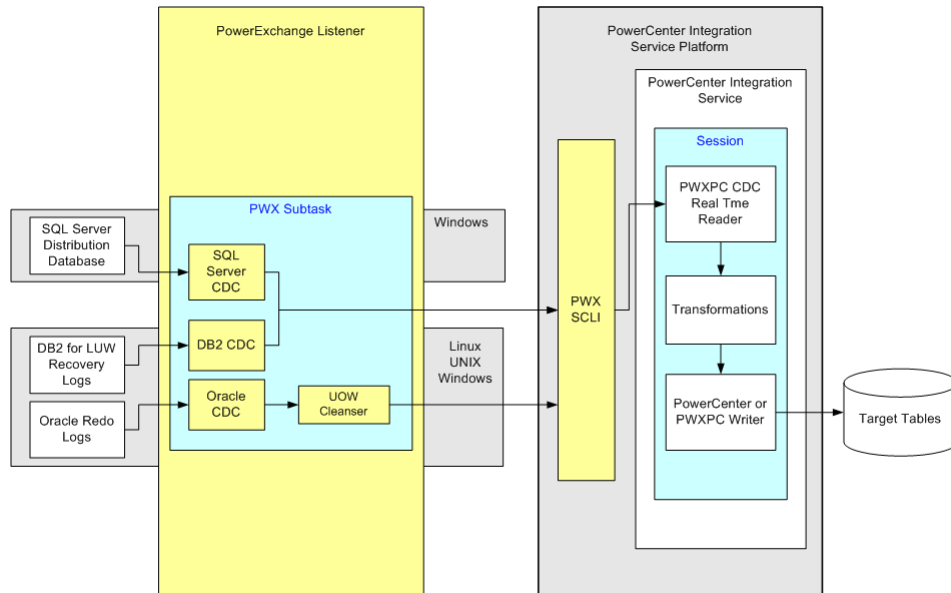 PowerExchange Listener
PowerCenter Integration
Service Platform
PowerCenter Integration
Service
Session
PWX Subtask
SQL Server
Distribution
Database
SQL
Server
CDC
Windows
DB2 for LUW
Recovery
Logs
DB2 CDC
Linux
UNIX
Windows
Oracle Redo
Logs
Oracle
CDC
UOW
Cleanser
PWX
SCLI
PWXPC CDC
Real Tme
Reader
Transformations
PowerCenter or
PWXPC Writer
Target Tables